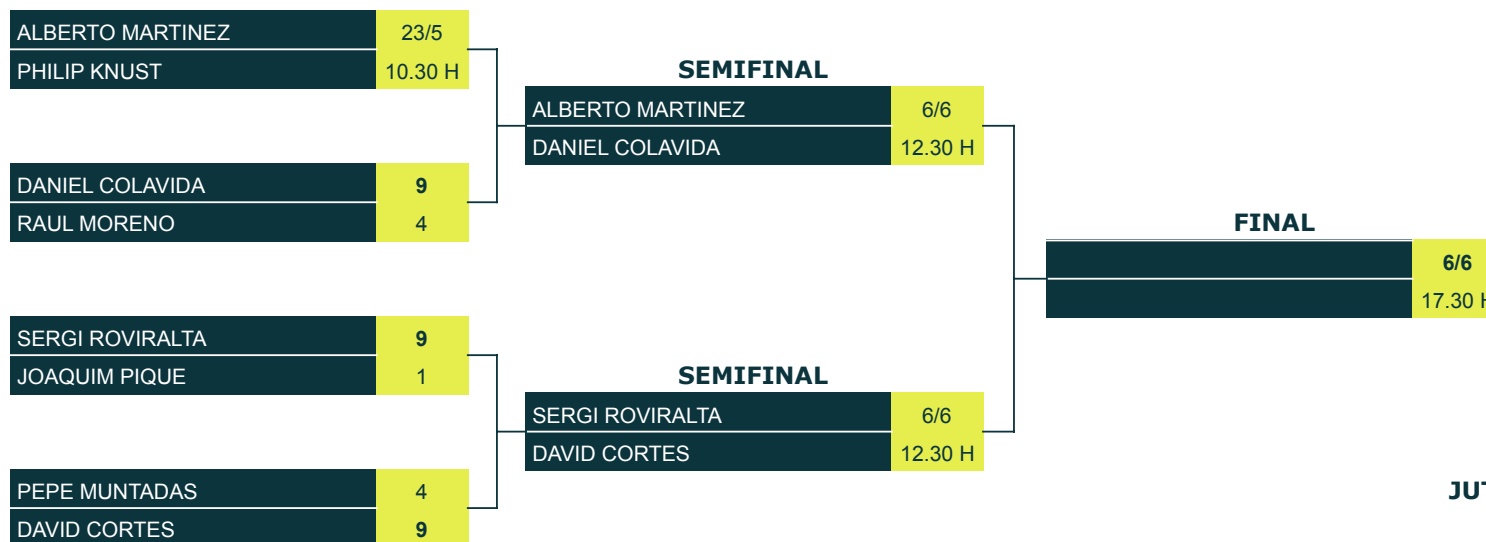 ALBERTO MARTINEZ 23/5
PHILIP KNUST 10.30 H
DANIEL COLAVIDA 9
RAUL MORENO 4
SERGI ROVIRALTA 9
JOAQUIM PIQUE 1
PEPE MUNTADAS 4
DAVID CORTES 9
SEMIFINAL
ALBERTO MARTINEZ 6/6
DANIEL COLAVIDA 12.30 H
SEMIFINAL
SERGI ROVIRALTA 6/6
DAVID CORTES 12.30 H
FINAL
6/6
17.30 H